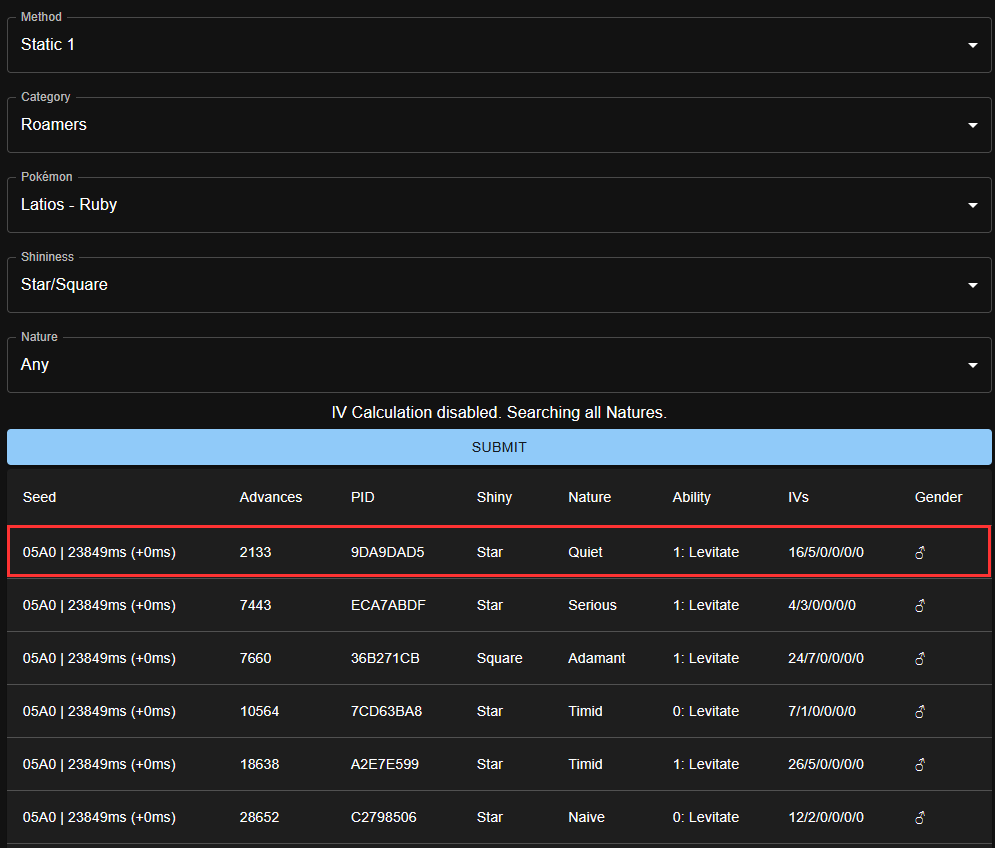 Method
Static 1
Category
Roamers
Pokémon
Latios - Ruby
Shininess
Star/Square
Nature
Any
IV Calculation disabled. Searching all Natures.
SUBMIT
Seed Advances PID Shiny Nature Ability IVs Gender
05A0 | 23849ms (+0ms) 2133 9DA9DAD5 Star Quiet 1: Levitate 16/5/0/0/0/0 ♂
05A0 | 23849ms (+0ms) 7443 ECA7ABDF Star Serious 1: Levitate 4/3/0/0/0/0 ♂
05A0 | 23849ms (+0ms) 7660 36B271CB Square Adamant 1: Levitate 24/7/0/0/0/0 ♂
05A0 | 23849ms (+0ms) 10564 7CD63BA8 Star Timid 0: Levitate 7/1/0/0/0/0 ♂
05A0 | 23849ms (+0ms) 18638 A2E7E599 Star Timid 1: Levitate 26/5/0/0/0/0 ♂
05A0 | 23849ms (+0ms) 28652 C2798506 Star Naive 0: Levitate 12/2/0/0/0/0 ♂